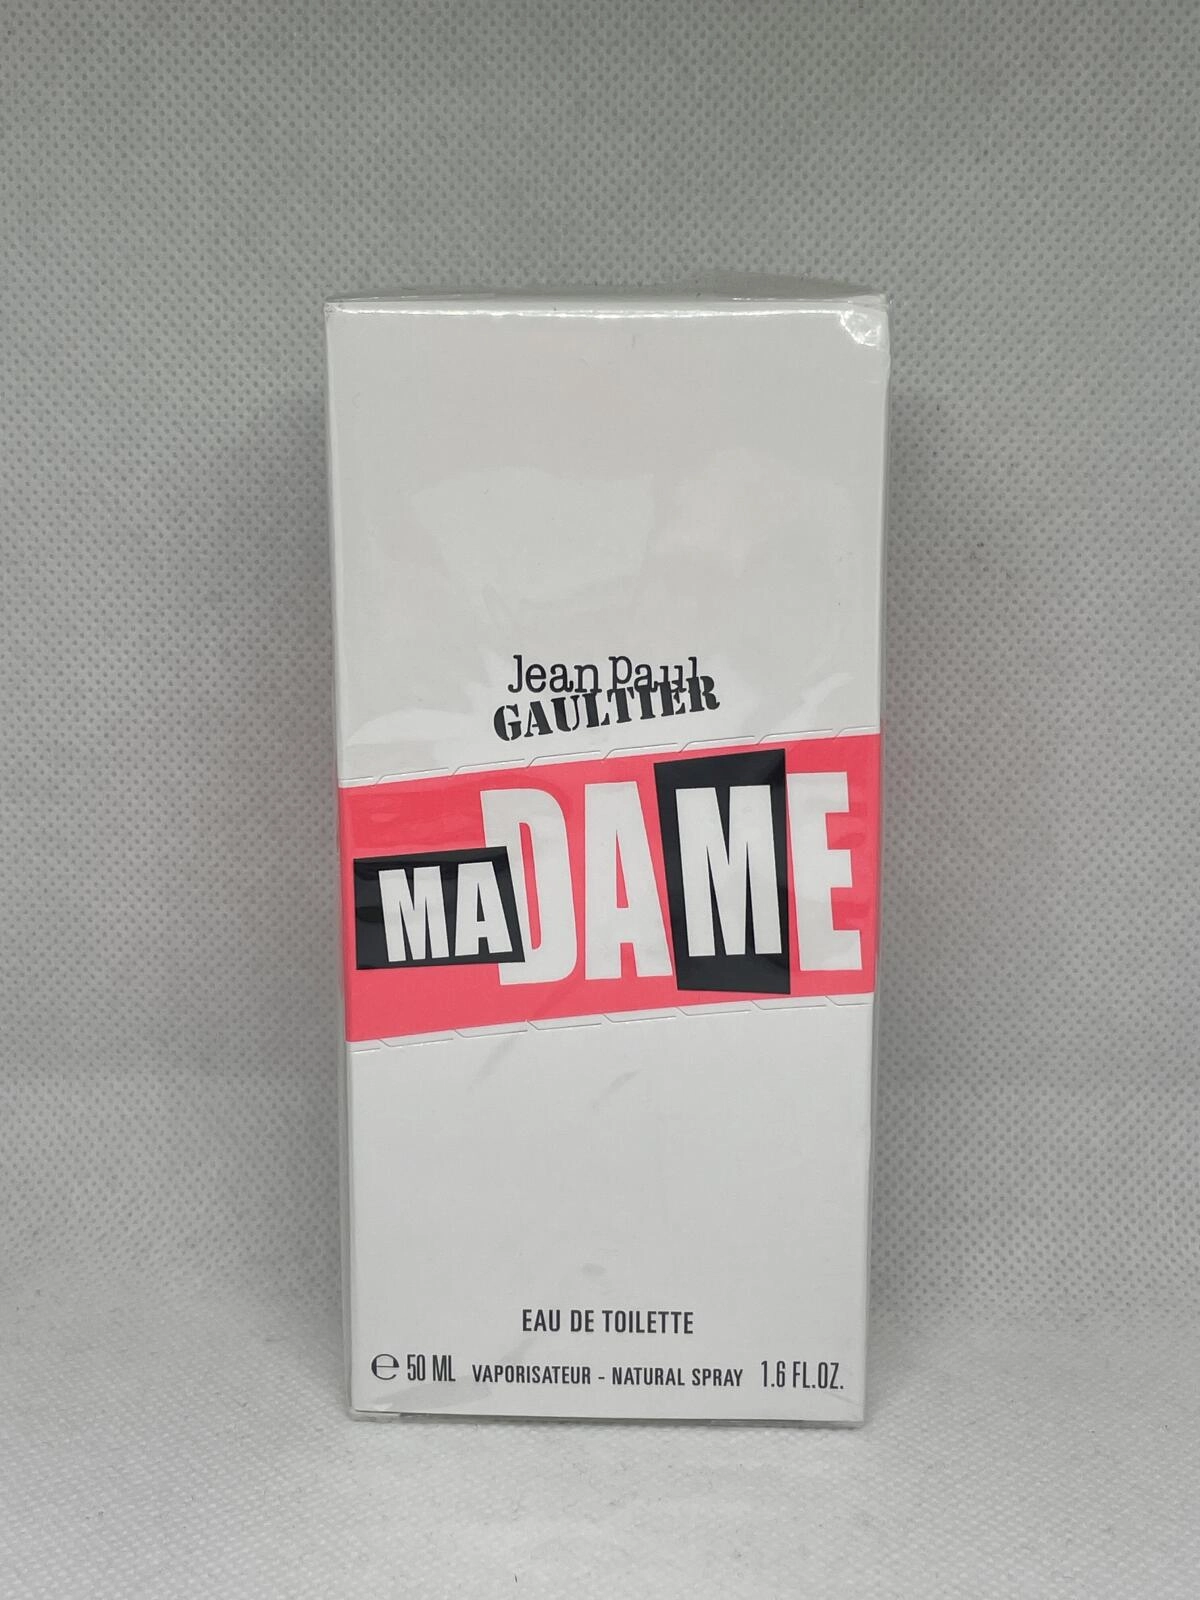 Jean Paul
GAULTIER
MADAME
EAU DE TOILETTE
℮ 50 ML VAPORISATEUR - NATURAL SPRAY 1.6 FL.OZ.